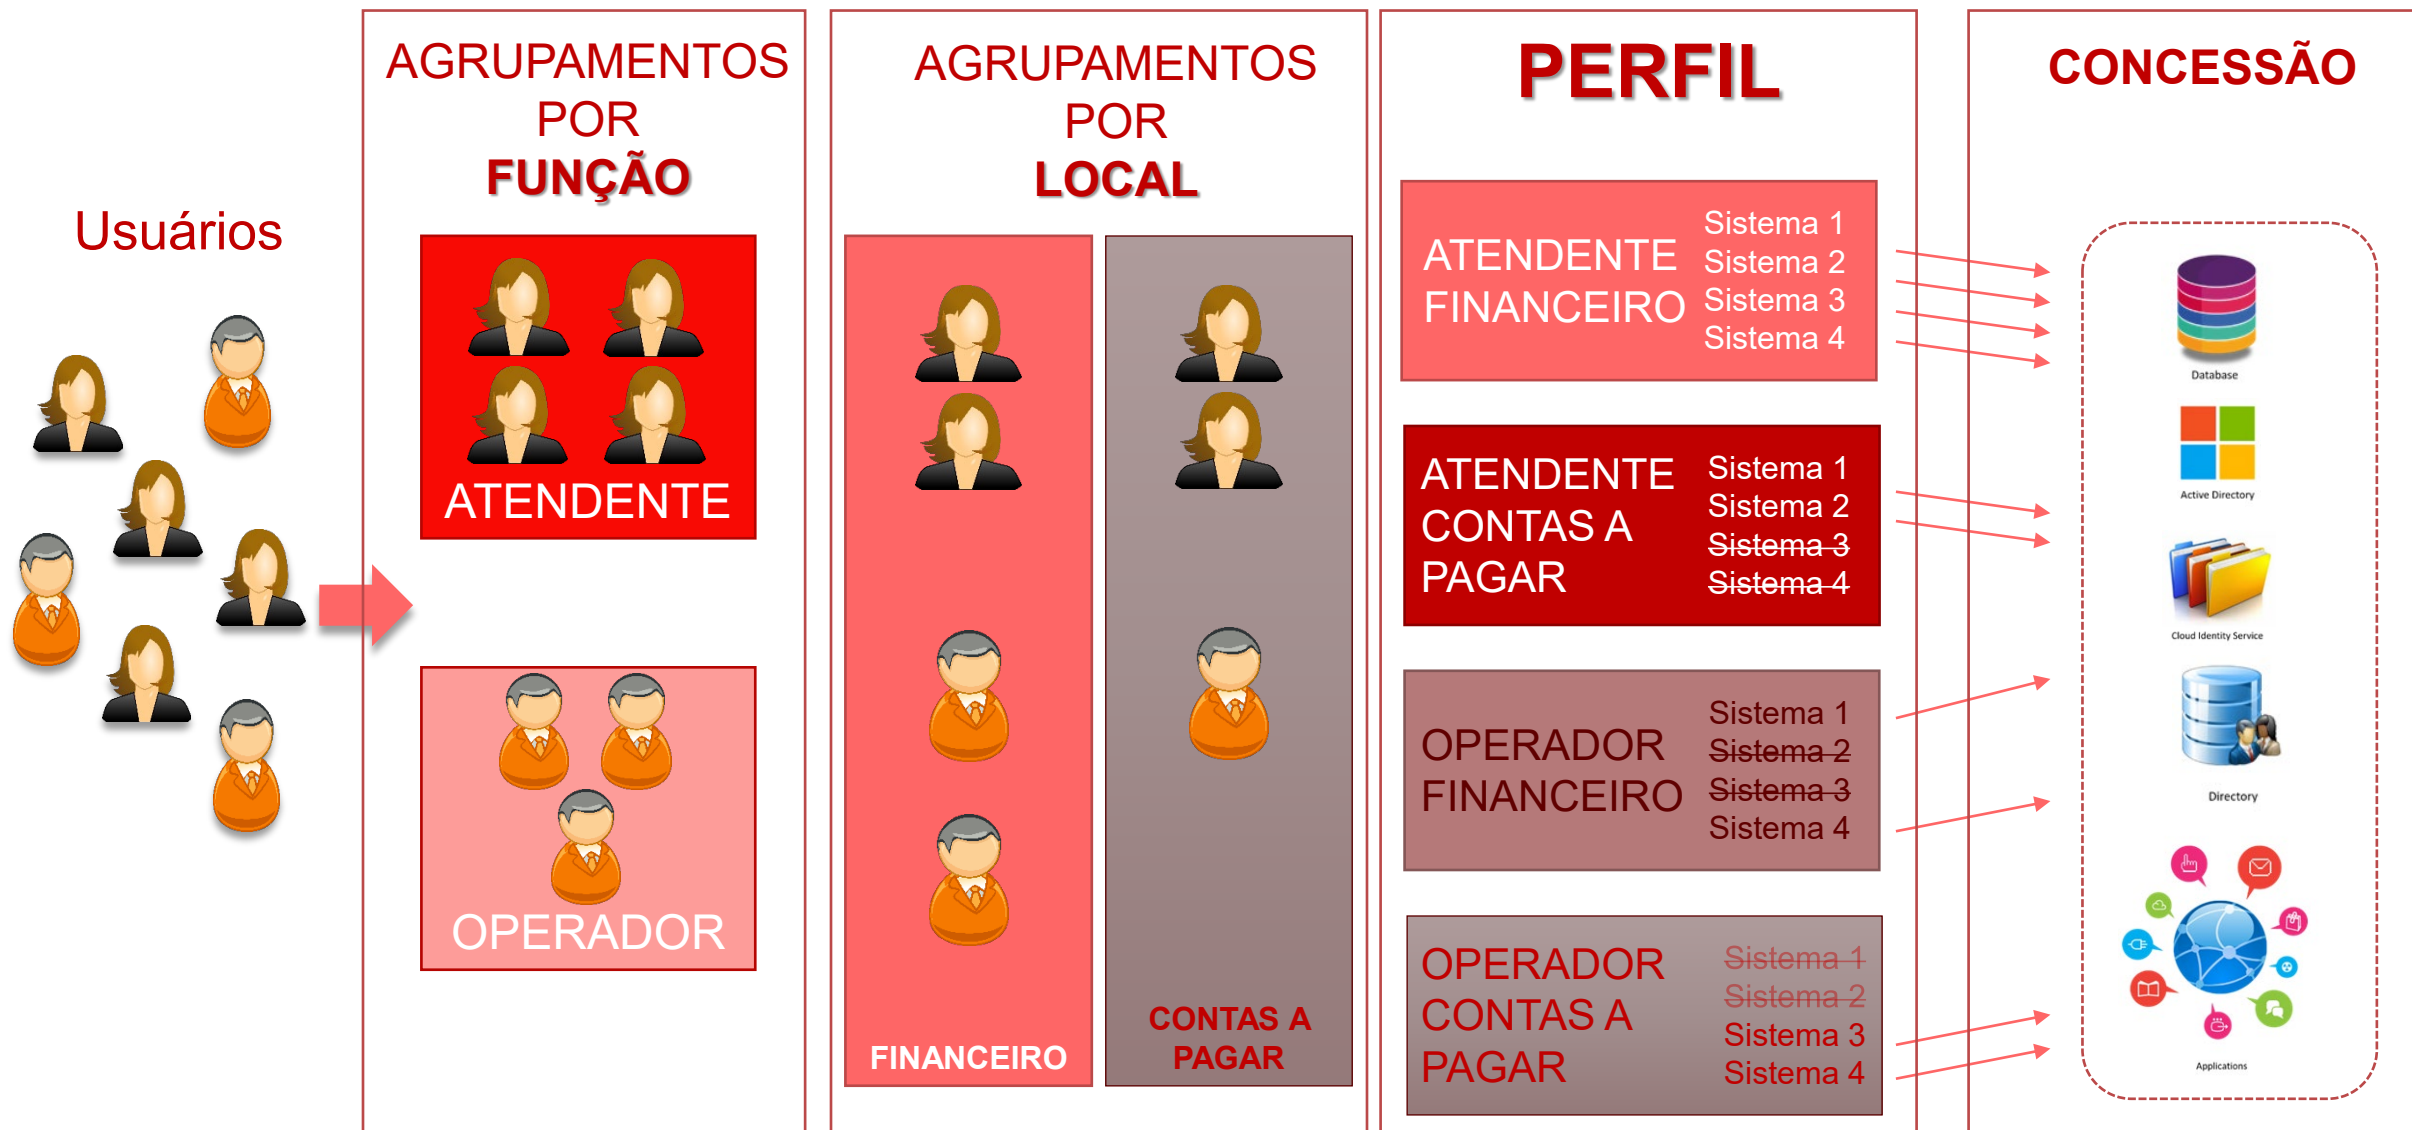 Usuários
AGRUPAMENTOS
POR
FUNÇÃO
ATENDENTE
OPERADOR
AGRUPAMENTOS
POR
LOCAL
FINANCEIRO
CONTAS A
PAGAR
PERFIL
ATENDENTE
FINANCEIRO
Sistema 1
Sistema 2
Sistema 3
Sistema 4
ATENDENTE
CONTAS A
PAGAR
Sistema 1
Sistema 2
Sistema 3
Sistema 4
OPERADOR
FINANCEIRO
Sistema 1
Sistema 2
Sistema 3
Sistema 4
OPERADOR
CONTAS A
PAGAR
Sistema 1
Sistema 2
Sistema 3
Sistema 4
CONCESSÃO
Database
Active Directory
Cloud Identity Service
Directory
Applications